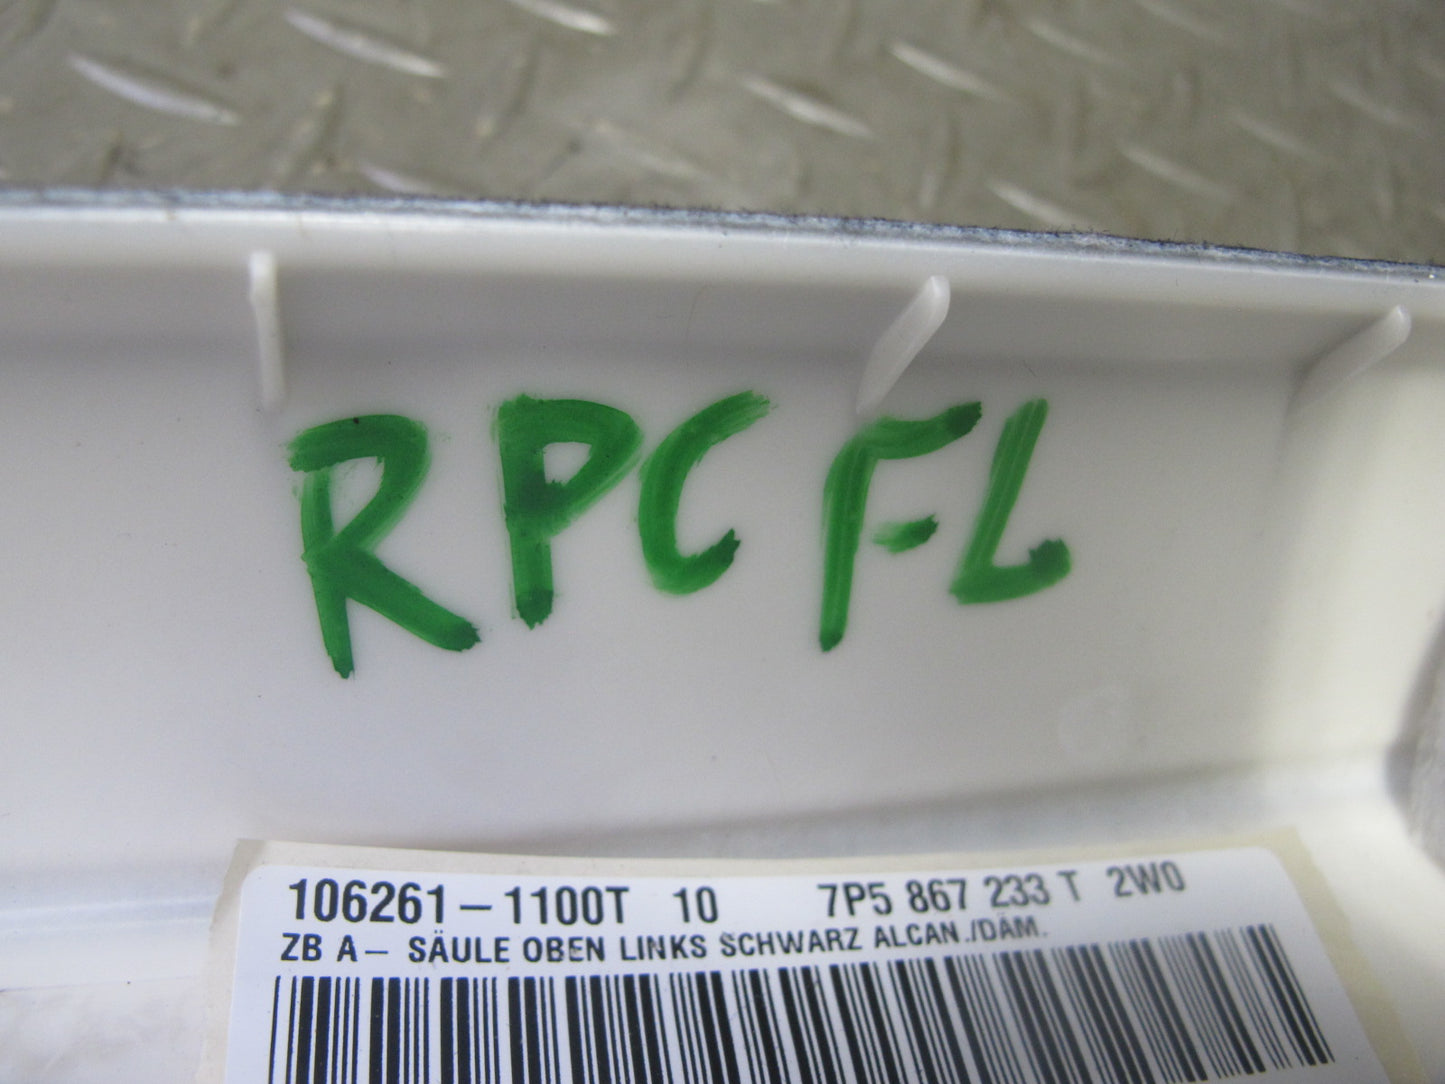 RPC FL
106261-1100T 10 7P5 867 233 T 2W0
ZB A- SÄULE OBEN LINKS SCHWARZ ALCAN./DÄM.